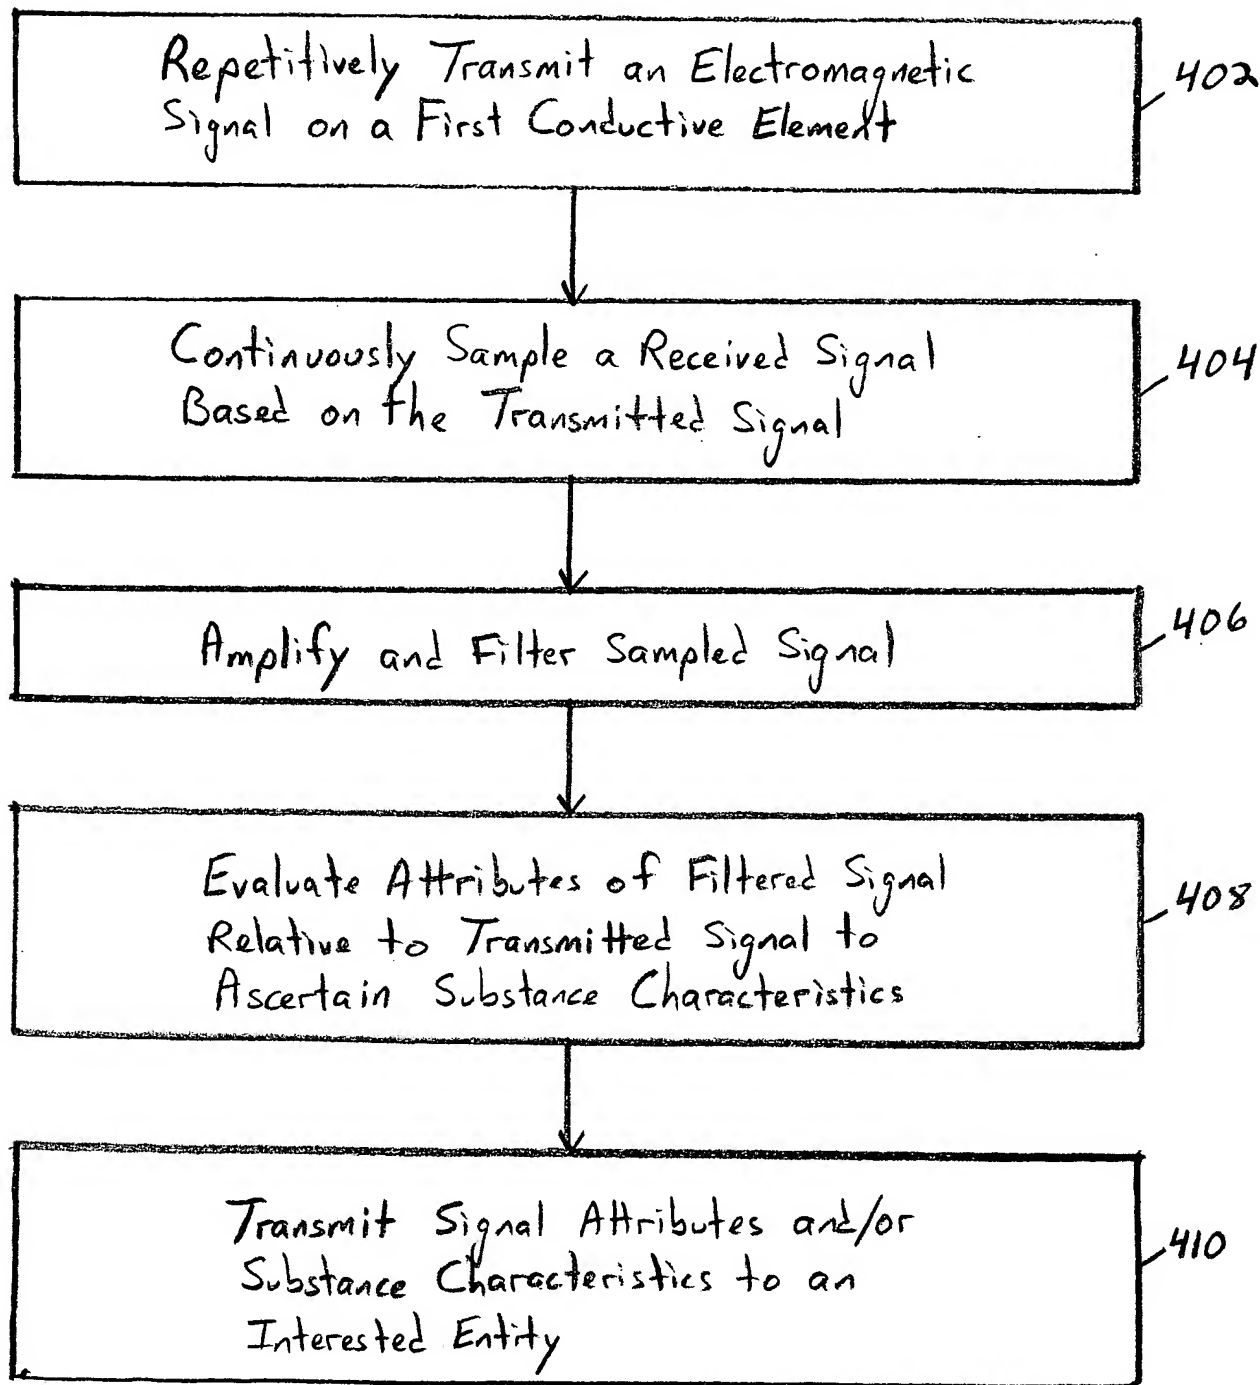 Repetitively Transmit an Electromagnetic
Signal on a First Conductive Element
402
Continuously Sample a Received Signal
Based on the Transmitted Signal
404
Amplify and Filter Sampled Signal
406
Evaluate Attributes of Filtered Signal
Relative to Transmitted Signal to
Ascertain Substance Characteristics
408
Transmit Signal Attributes and/or
Substance Characteristics to an
Interested Entity
410